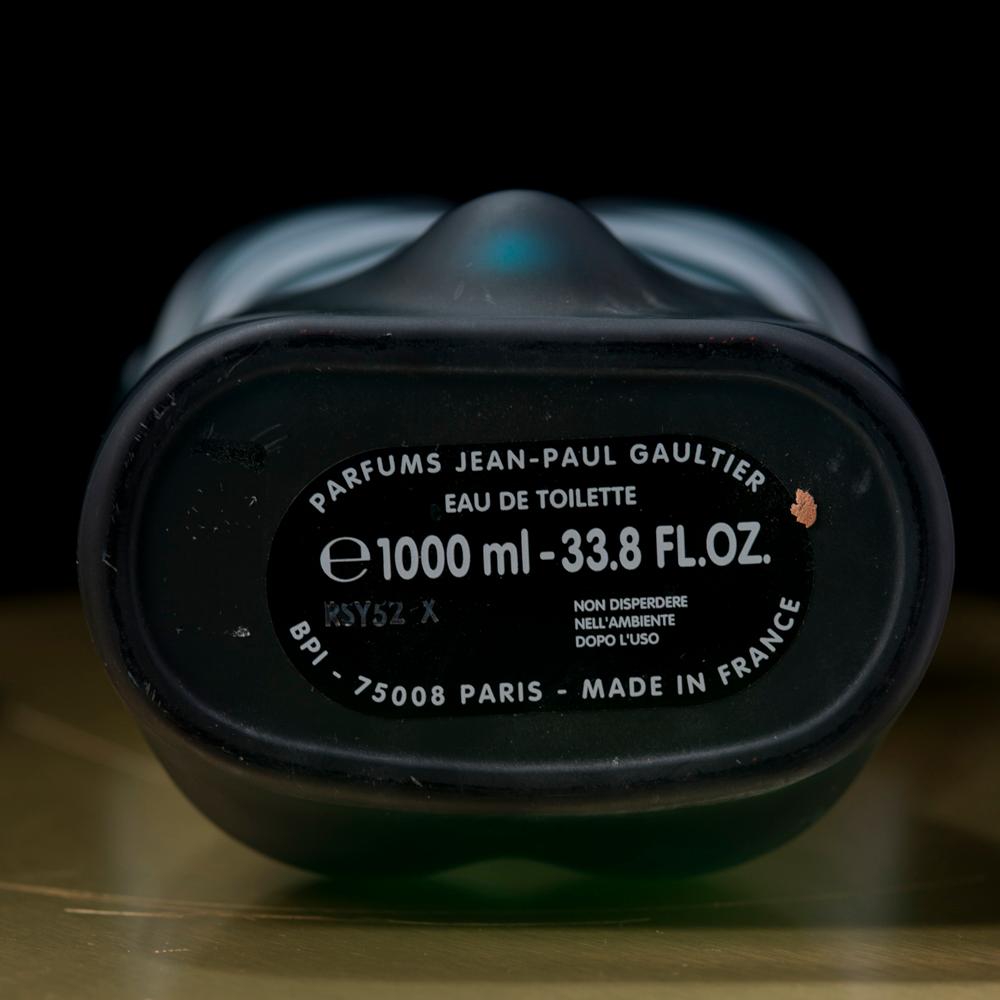 PARFUMS JEAN-PAUL GAULTIER
EAU DE TOILETTE
℮1000 ml - 33.8 FL.OZ.
RSY52 X
NON DISPERDERE
NELL'AMBIENTE
DOPO L'USO
BPI - 75008 PARIS - MADE IN FRANCE